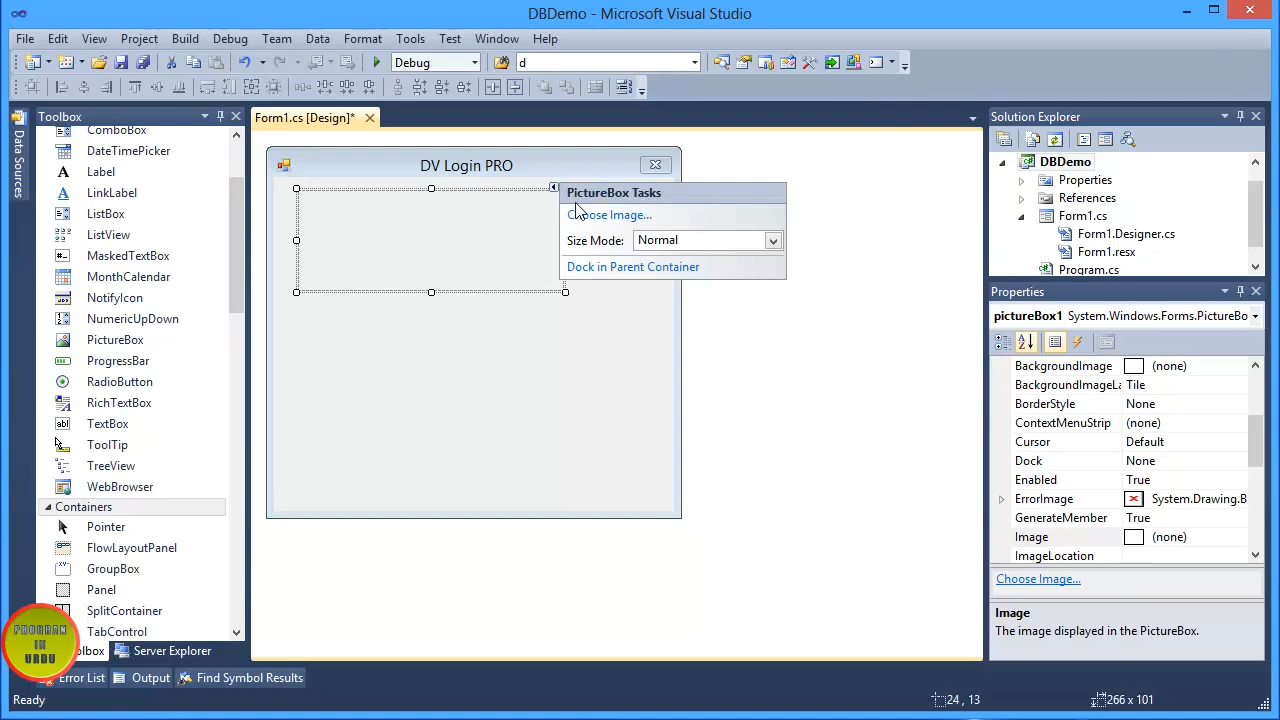 DBDemo - Microsoft Visual Studio
File Edit View Project Build Debug Team Data Format Tools Test Window Help
Debug d
Toolbox
ComboBox
DateTimePicker
Label
LinkLabel
ListBox
ListView
MaskedTextBox
MonthCalendar
NotifyIcon
NumericUpDown
PictureBox
ProgressBar
RadioButton
RichTextBox
TextBox
ToolTip
TreeView
WebBrowser
Containers
Pointer
FlowLayoutPanel
GroupBox
Panel
SplitContainer
TabControl
Server Explorer
Data Sources
PROGRAM
IN
URDU
Form1.cs [Design]*
DV Login PRO
PictureBox Tasks
Choose Image...
Size Mode: Normal
Dock in Parent Container
Solution Explorer
DBDemo
Properties
References
Form1.cs
Form1.Designer.cs
Form1.resx
Program.cs
Properties
pictureBox1 System.Windows.Forms.PictureBo
BackgroundImage (none)
BackgroundImageLa Tile
BorderStyle None
ContextMenuStrip (none)
Cursor Default
Dock None
Enabled True
ErrorImage System.Drawing.B
GenerateMember True
Image (none)
ImageLocation
Choose Image...
Image
The image displayed in the PictureBox.
Error List Output Find Symbol Results
Ready 24 , 13 266 x 101